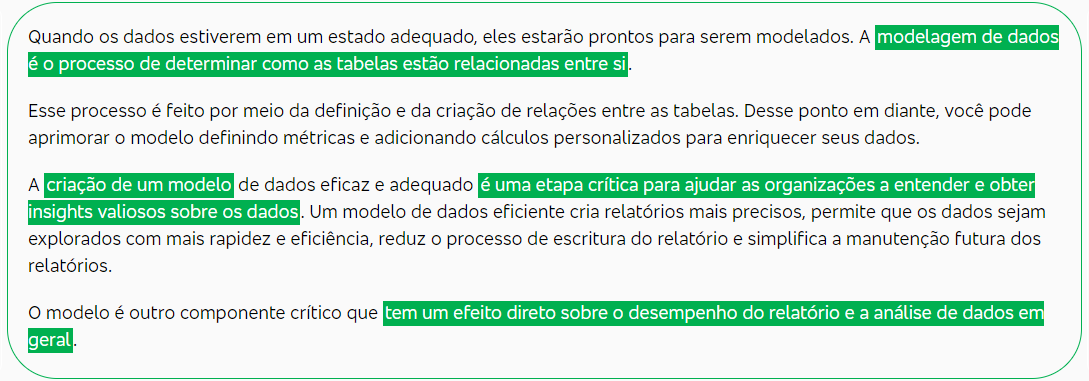 Quando os dados estiverem em um estado adequado, eles estarão prontos para serem modelados. A modelagem de dados
é o processo de determinar como as tabelas estão relacionadas entre si.
Esse processo é feito por meio da definição e da criação de relações entre as tabelas. Desse ponto em diante, você pode
aprimorar o modelo definindo métricas e adicionando cálculos personalizados para enriquecer seus dados.
A criação de um modelo de dados eficaz e adequado é uma etapa crítica para ajudar as organizações a entender e obter
insights valiosos sobre os dados. Um modelo de dados eficiente cria relatórios mais precisos, permite que os dados sejam
explorados com mais rapidez e eficiência, reduz o processo de escritura do relatório e simplifica a manutenção futura dos
relatórios.
O modelo é outro componente crítico que tem um efeito direto sobre o desempenho do relatório e a análise de dados em
geral.